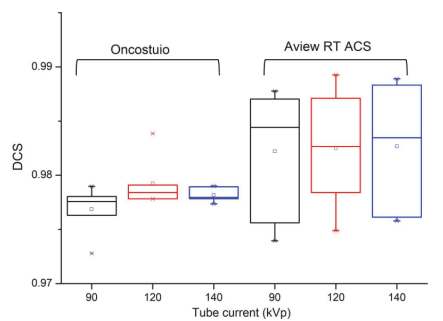 Oncostuio
Aview RT ACS
0.99
0.98
0.97
DCS
90
120
140
90
120
140
Tube current (kVp)